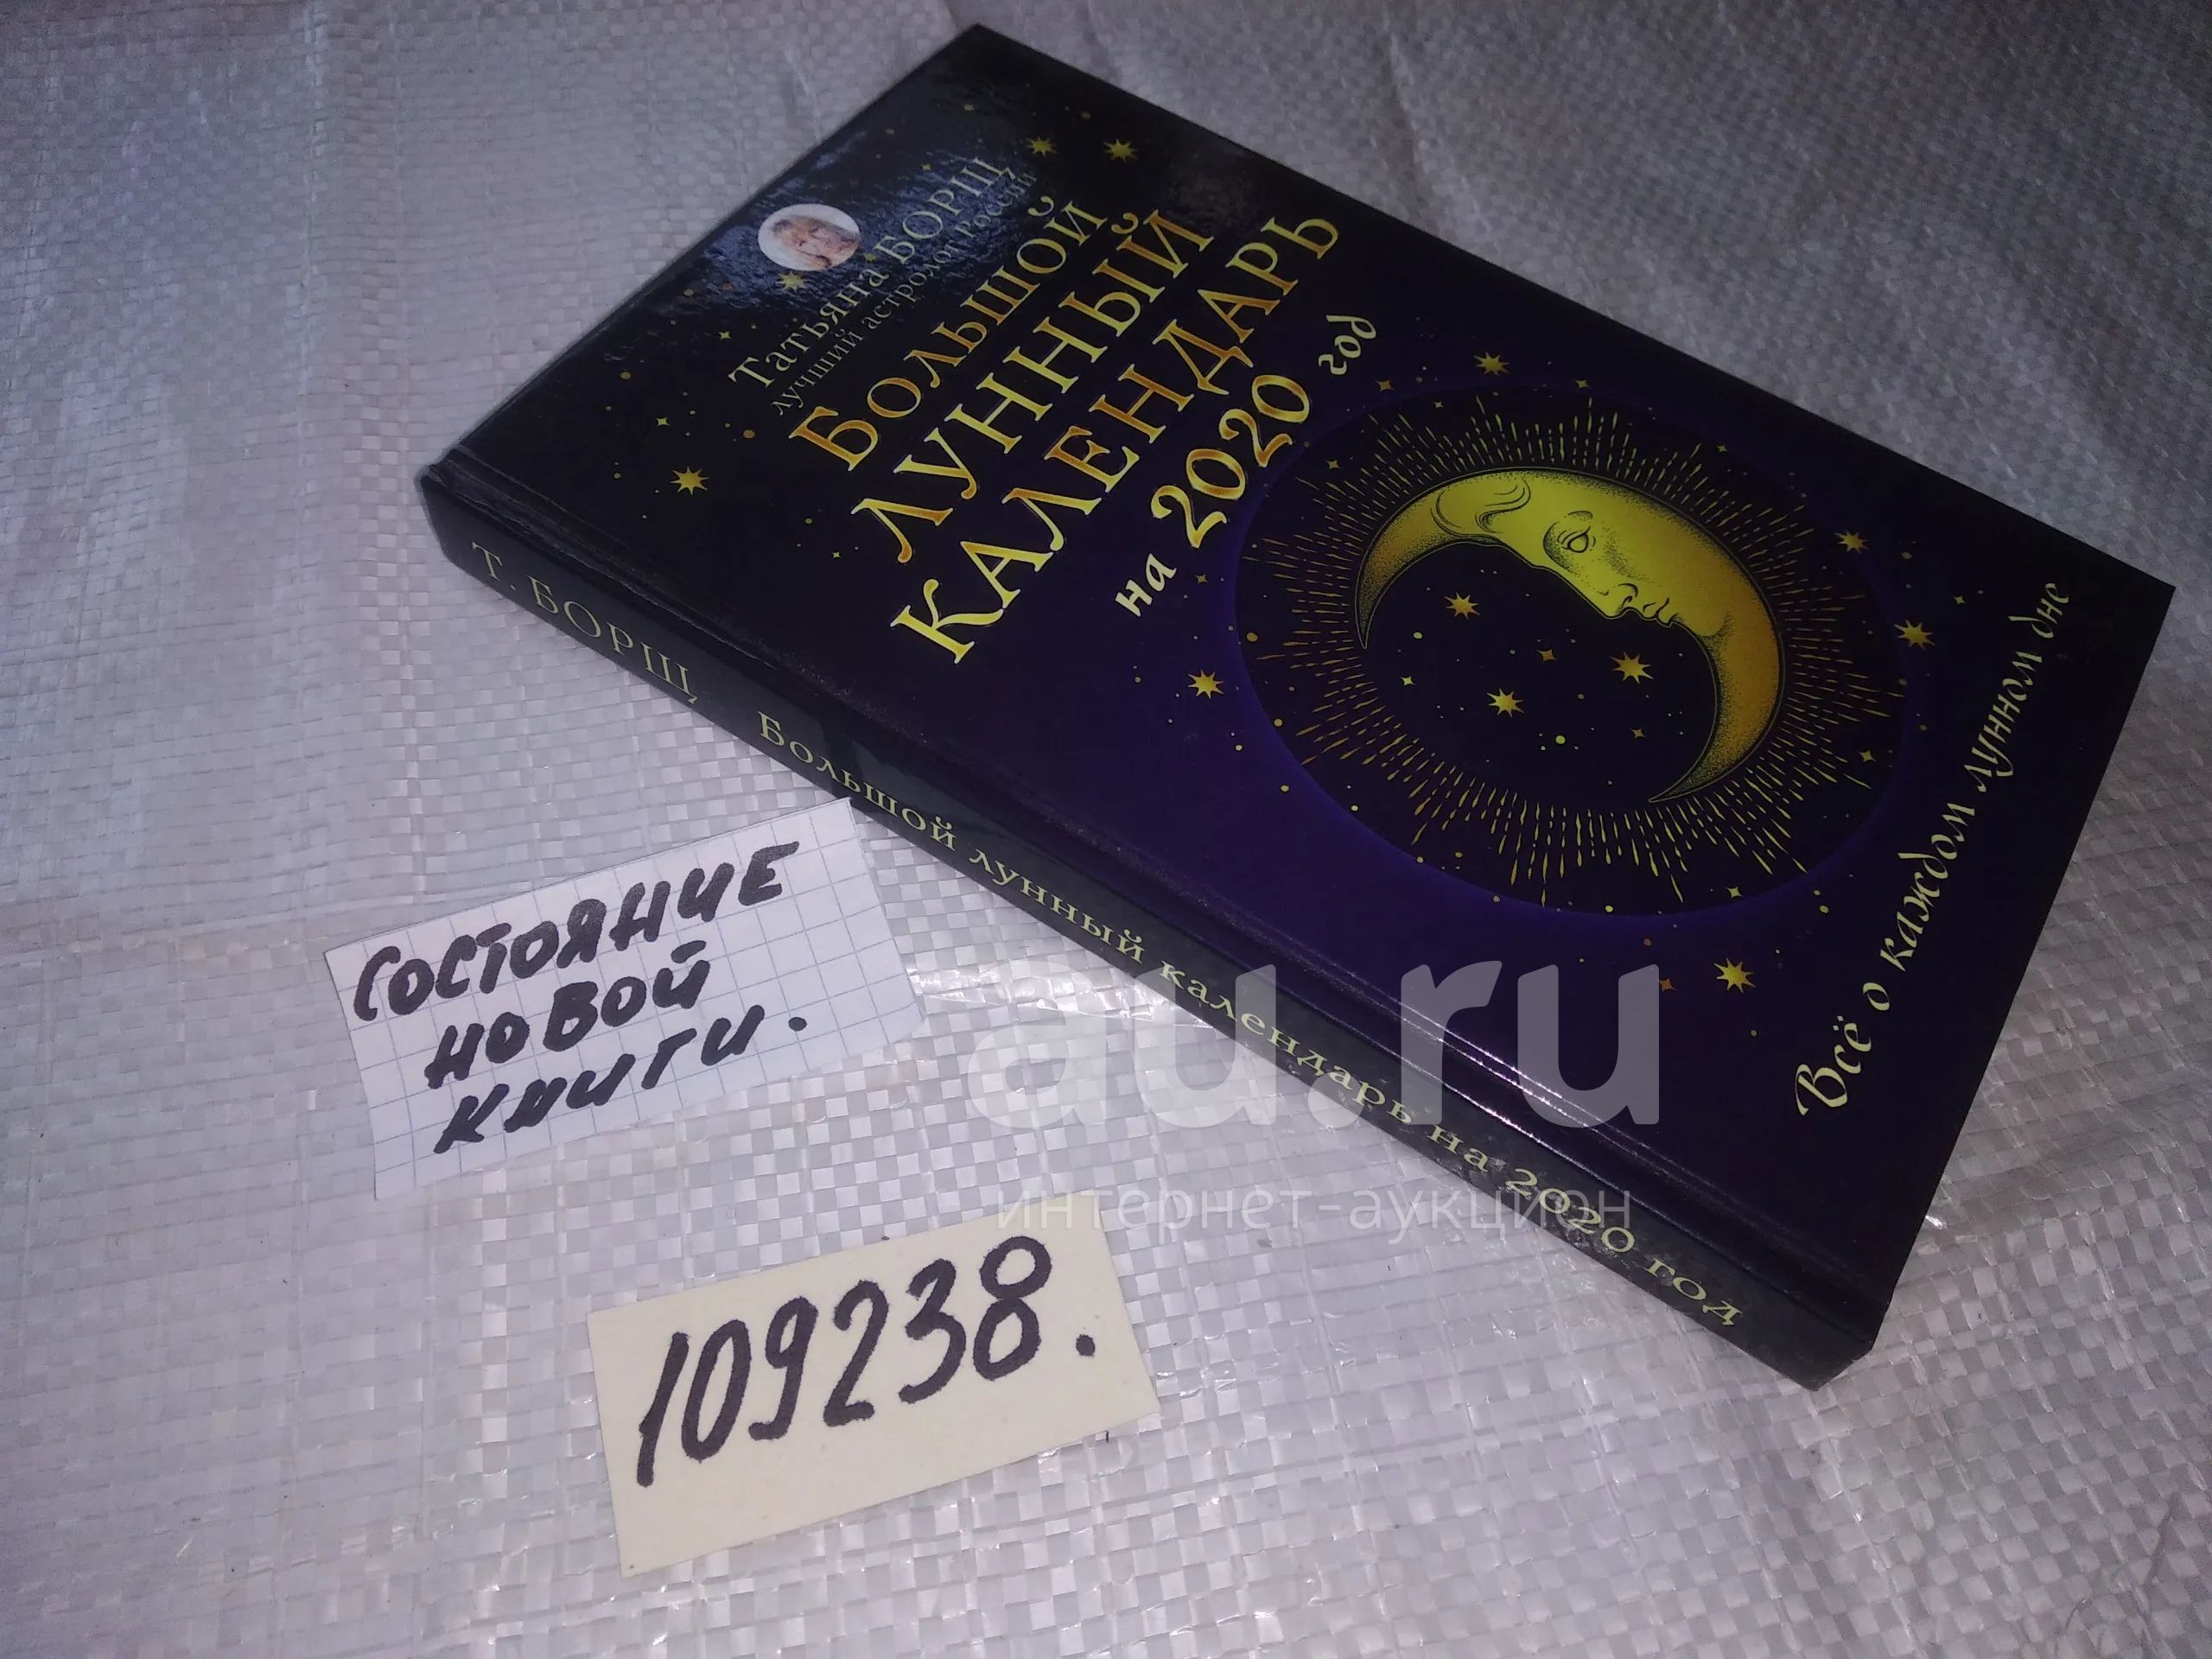 Татьяна БОРЩ
лучший астролог России
Большой
ЛУННЫЙ
КАЛЕНДАРЬ
на 2020 год
Всё о каждом лунном дне
Т. БОРЩ Большой лунный календарь на 2020 год
СОСТОЯНИЕ
НОВОЙ
КНИГИ.
109238.
au.ru
интернет-аукцион